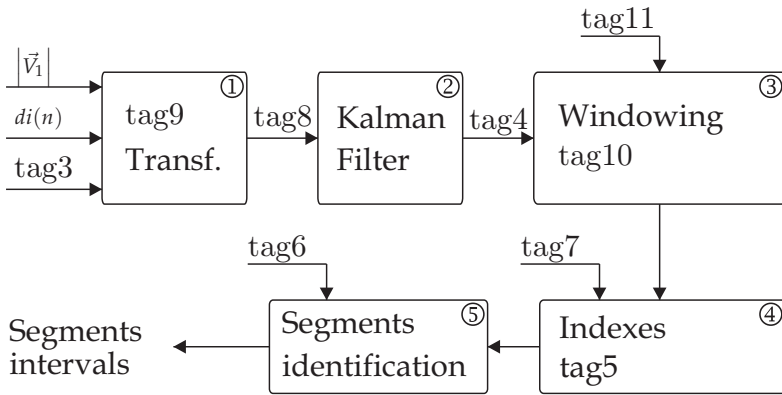 tag11
|V⃗₁|
①
②
③
di(n)
tag9
tag8
Kalman
tag4
Windowing
tag3
Transf.
Filter
tag10
tag6
tag7
Segments
intervals
Segments
⑤
identification
Indexes
④
tag5